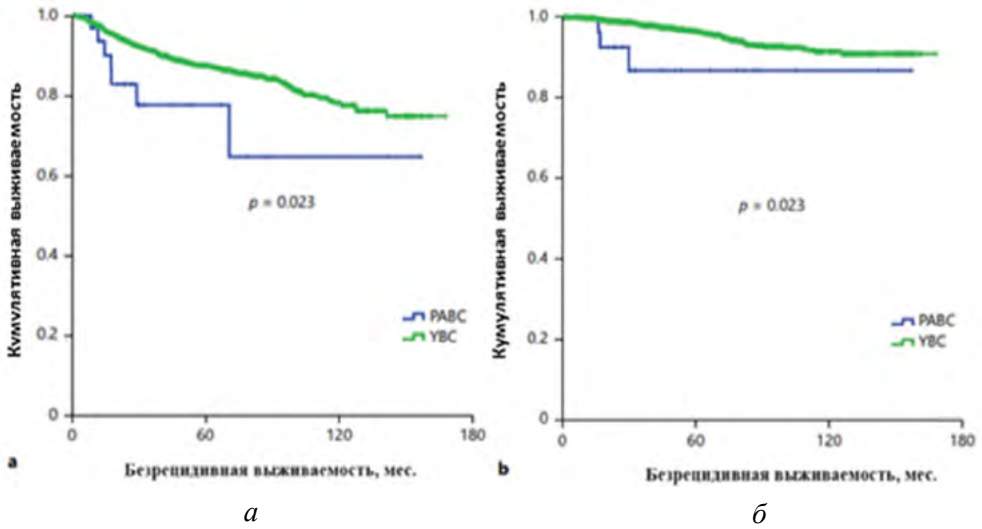 Кумулятивная выживаемость
1.0
0.8
0.6
0.4
0.2
0
p = 0.023
PABC
YBC
0
60
120
180
a
Безрецидивная выживаемость, мес.
а
Кумулятивная выживаемость
1.0
0.8
0.6
0.4
0.2
0
p = 0.023
PABC
YBC
0
60
120
180
b
Безрецидивная выживаемость, мес.
б